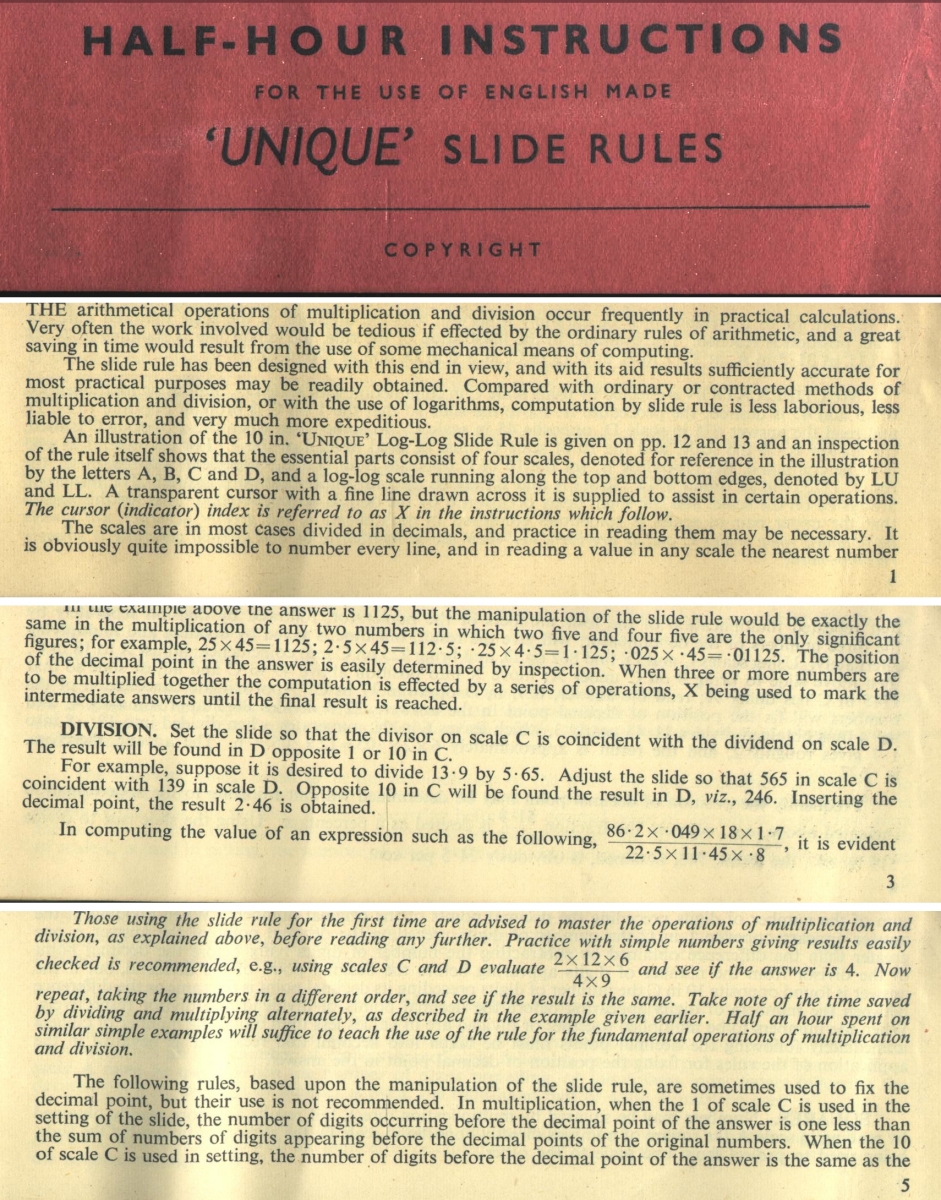 HALF-HOUR INSTRUCTIONS
FOR THE USE OF ENGLISH MADE
'UNIQUE' SLIDE RULES
COPYRIGHT
THE arithmetical operations of multiplication and division occur frequently in practical calculations.
Very often the work involved would be tedious if effected by the ordinary rules of arithmetic, and a great
saving in time would result from the use of some mechanical means of computing.
The slide rule has been designed with this end in view, and with its aid results sufficiently accurate for
most practical purposes may be readily obtained. Compared with ordinary or contracted methods of
multiplication and division, or with the use of logarithms, computation by slide rule is less laborious, less
liable to error, and very much more expeditious.
An illustration of the 10 in. 'UNIQUE' Log-Log Slide Rule is given on pp. 12 and 13 and an inspection
of the rule itself shows that the essential parts consist of four scales, denoted for reference in the illustration
by the letters A, B, C and D, and a log-log scale running along the top and bottom edges, denoted by LU
and LL. A transparent cursor with a fine line drawn across it is supplied to assist in certain operations.
The cursor (indicator) index is referred to as X in the instructions which follow.
The scales are in most cases divided in decimals, and practice in reading them may be necessary. It
is obviously quite impossible to number every line, and in reading a value in any scale the nearest number
1
In the example above the answer is 1125, but the manipulation of the slide rule would be exactly the
same in the multiplication of any two numbers in which two five and four five are the only significant
figures; for example, 25×45=1125; 2·5×45=112·5; ·25×4·5=1·125; ·025×·45=·01125. The position
of the decimal point in the answer is easily determined by inspection. When three or more numbers are
to be multiplied together the computation is effected by a series of operations, X being used to mark the
intermediate answers until the final result is reached.
DIVISION. Set the slide so that the divisor on scale C is coincident with the dividend on scale D.
The result will be found in D opposite 1 or 10 in C.
For example, suppose it is desired to divide 13·9 by 5·65. Adjust the slide so that 565 in scale C is
coincident with 139 in scale D. Opposite 10 in C will be found the result in D, viz., 246. Inserting the
decimal point, the result 2·46 is obtained.
In computing the value of an expression such as the following, 86·2×·049×18×1·7 / 22·5×11·45×·8, it is evident
3
Those using the slide rule for the first time are advised to master the operations of multiplication and
division, as explained above, before reading any further. Practice with simple numbers giving results easily
checked is recommended, e.g., using scales C and D evaluate 2×12×6 / 4×9 and see if the answer is 4. Now
repeat, taking the numbers in a different order, and see if the result is the same. Take note of the time saved
by dividing and multiplying alternately, as described in the example given earlier. Half an hour spent on
similar simple examples will suffice to teach the use of the rule for the fundamental operations of multiplication
and division.
The following rules, based upon the manipulation of the slide rule, are sometimes used to fix the
decimal point, but their use is not recommended. In multiplication, when the 1 of scale C is used in the
setting of the slide, the number of digits occurring before the decimal point of the answer is one less than
the sum of numbers of digits appearing before the decimal points of the original numbers. When the 10
of scale C is used in setting, the number of digits before the decimal point of the answer is the same as the
5